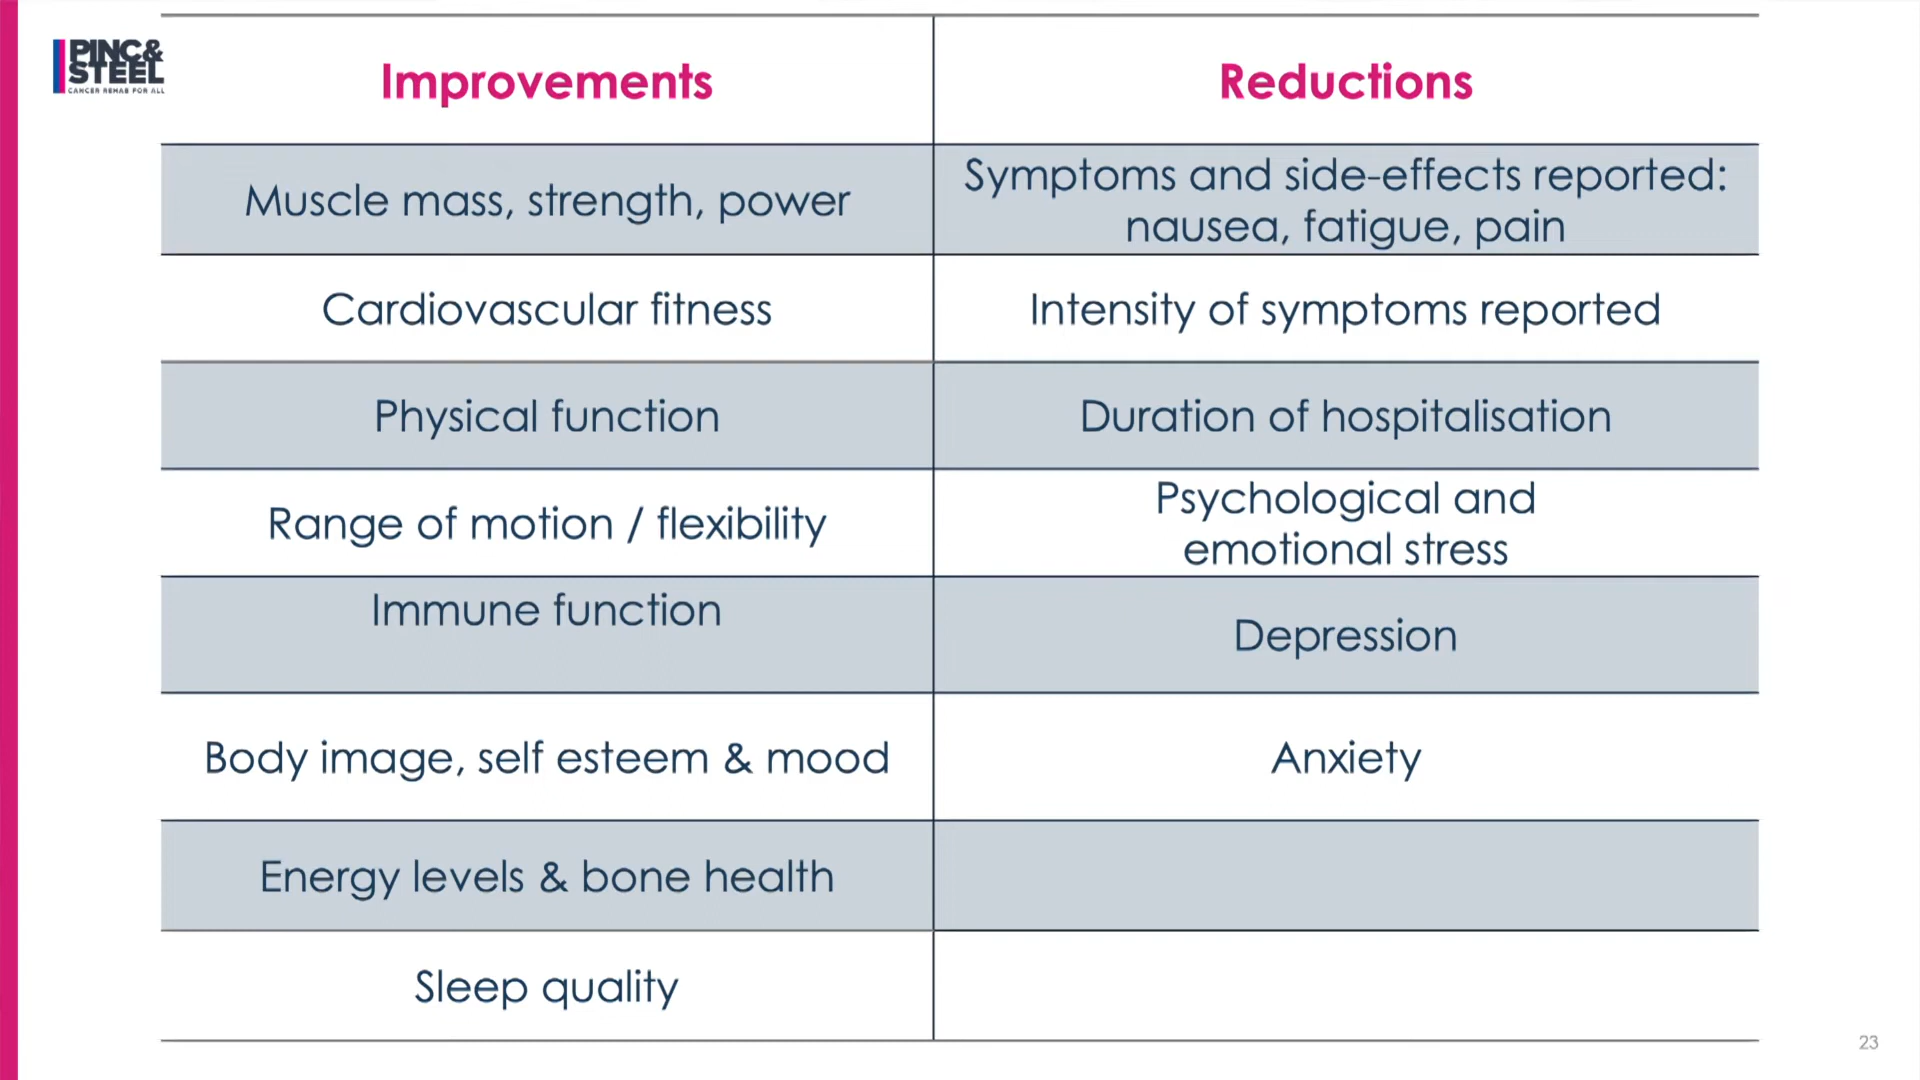 PINC&
STEEL
CANCER REHAB FOR ALL
Improvements
Reductions
Muscle mass, strength, power
Symptoms and side-effects reported:
nausea, fatigue, pain
Cardiovascular fitness
Intensity of symptoms reported
Physical function
Duration of hospitalisation
Range of motion / flexibility
Psychological and
emotional stress
Immune function
Depression
Body image, self esteem & mood
Anxiety
Energy levels & bone health
Sleep quality
23